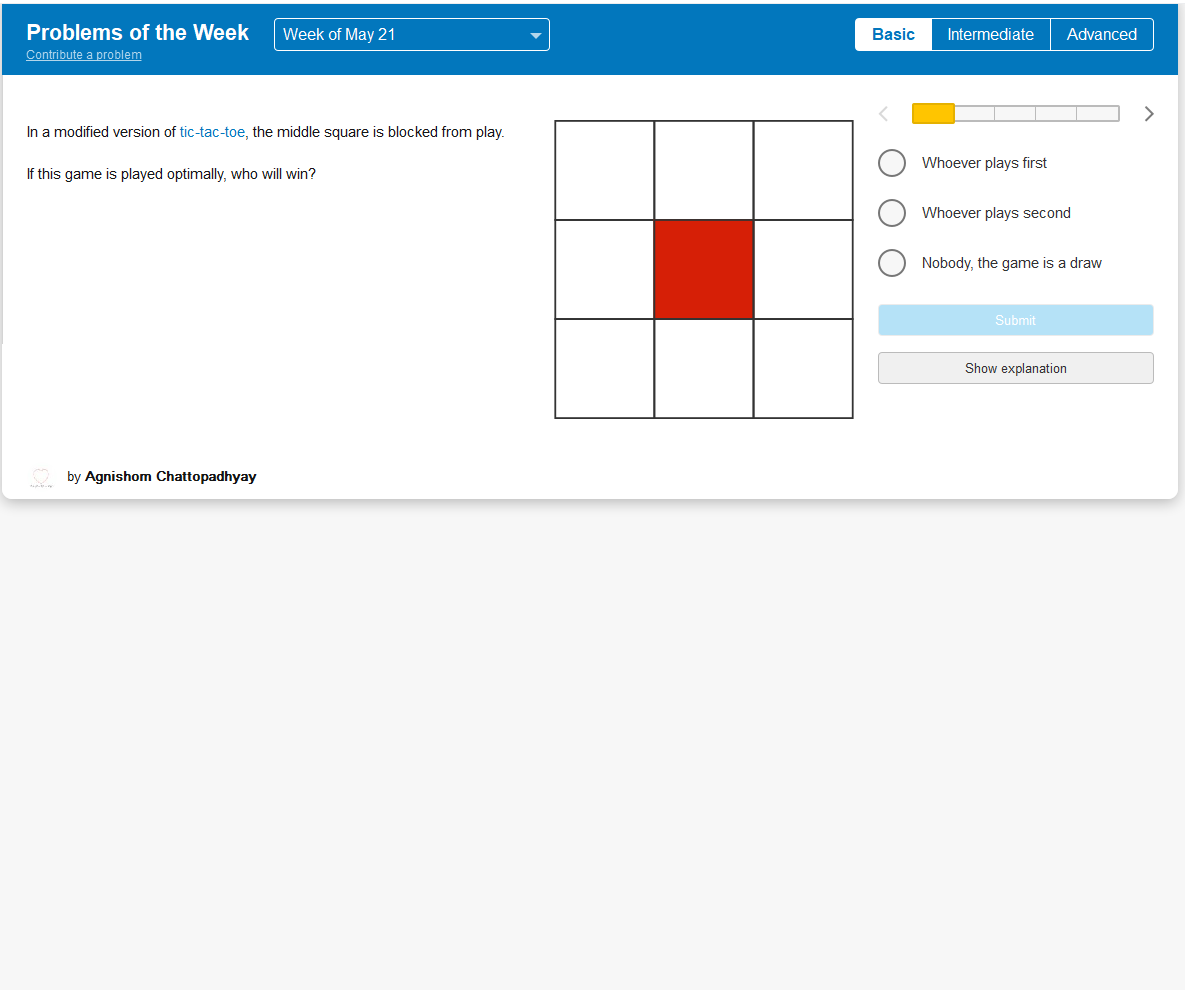 Problems of the Week
Contribute a problem
Week of May 21
Basic
Intermediate
Advanced
In a modified version of tic-tac-toe, the middle square is blocked from play.
If this game is played optimally, who will win?
Whoever plays first
Whoever plays second
Nobody, the game is a draw
Submit
Show explanation
by Agnishom Chattopadhyay